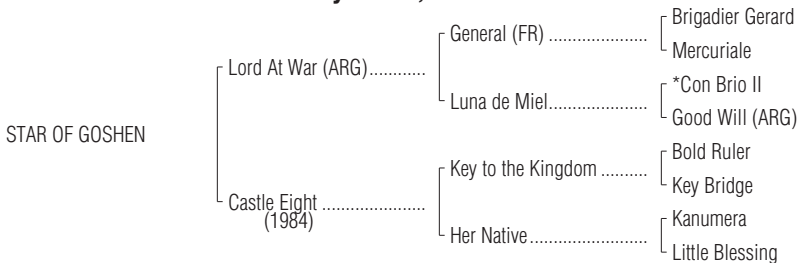 Brigadier Gerard
General (FR) .....................
Mercuriale
Lord At War (ARG)............
*Con Brio II
Luna de Miel.....................
Good Will (ARG)
STAR OF GOSHEN
Bold Ruler
Key to the Kingdom ..........
Key Bridge
Castle Eight ......................
(1984)
Kanumera
Her Native.........................
Little Blessing